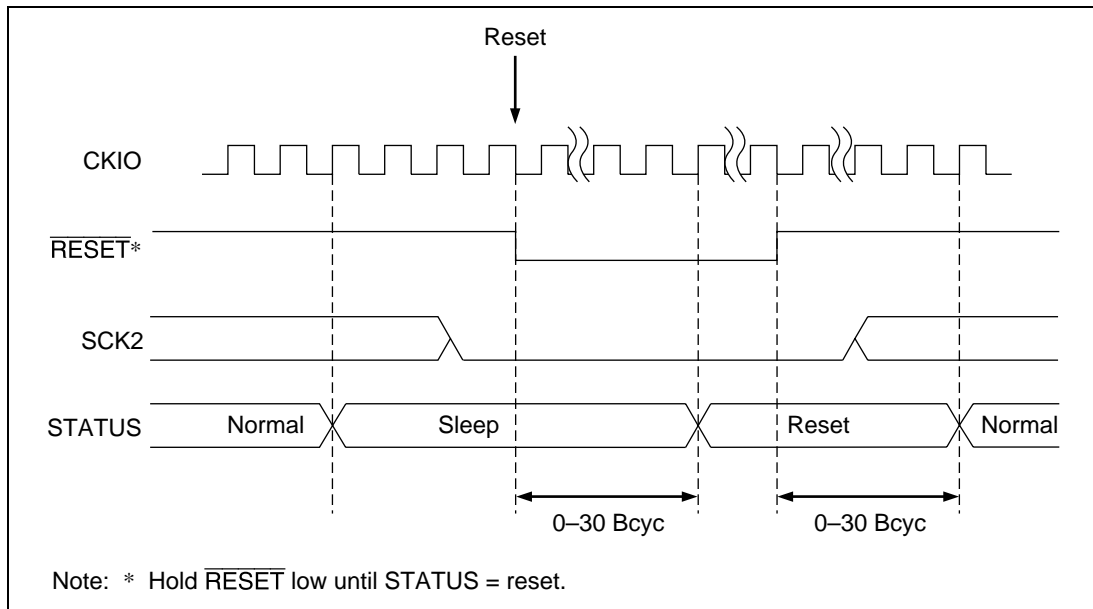 Reset
CKIO
RESET*
SCK2
STATUS Normal Sleep Reset Normal
0–30 Bcyc 0–30 Bcyc
Note: * Hold RESET low until STATUS = reset.